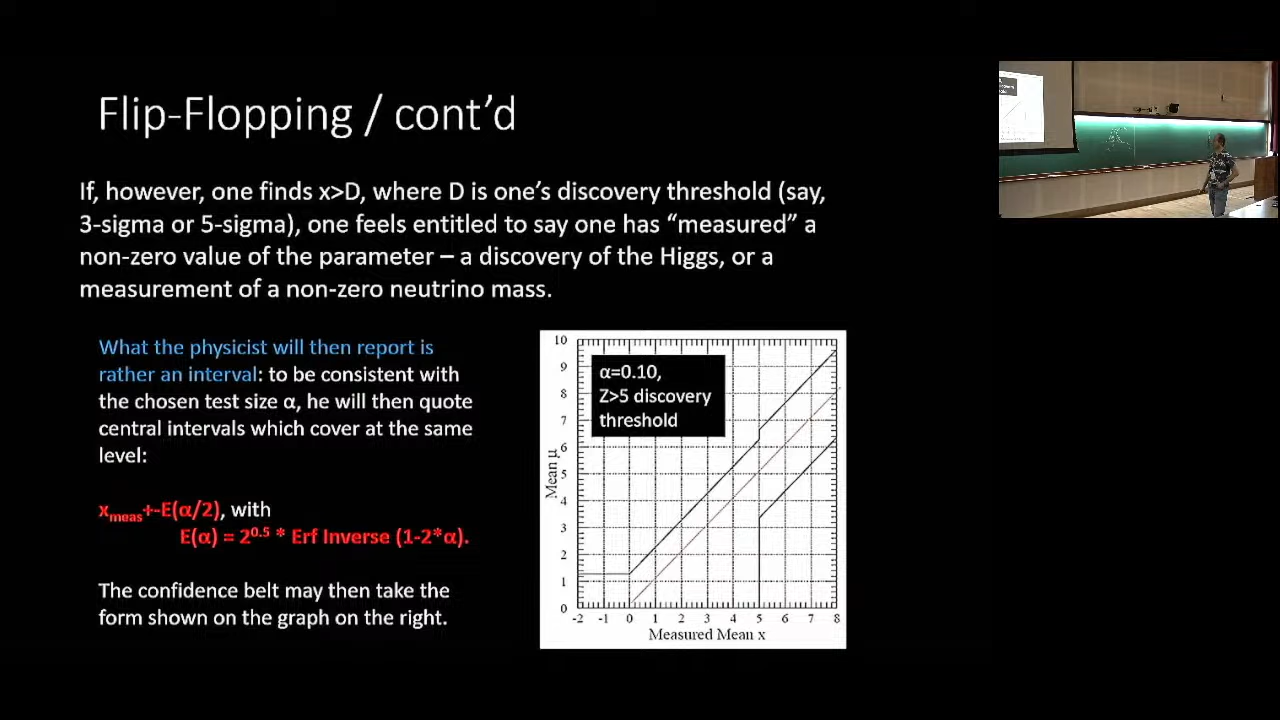 Flip-Flopping / cont’d
If, however, one finds x>D, where D is one’s discovery threshold (say,
3-sigma or 5-sigma), one feels entitled to say one has “measured” a
non-zero value of the parameter – a discovery of the Higgs, or a
measurement of a non-zero neutrino mass.
What the physicist will then report is
rather an interval: to be consistent with
the chosen test size α, he will then quote
central intervals which cover at the same
level:
xmeas+-E(α/2), with
E(α) = 20.5 * Erf Inverse (1-2*α).
The confidence belt may then take the
form shown on the graph on the right.
α=0.10,
Z>5 discovery
threshold
Mean μ
10
9
8
7
6
5
4
3
2
1
0
-2 -1 0 1 2 3 4 5 6 7 8
Measured Mean x